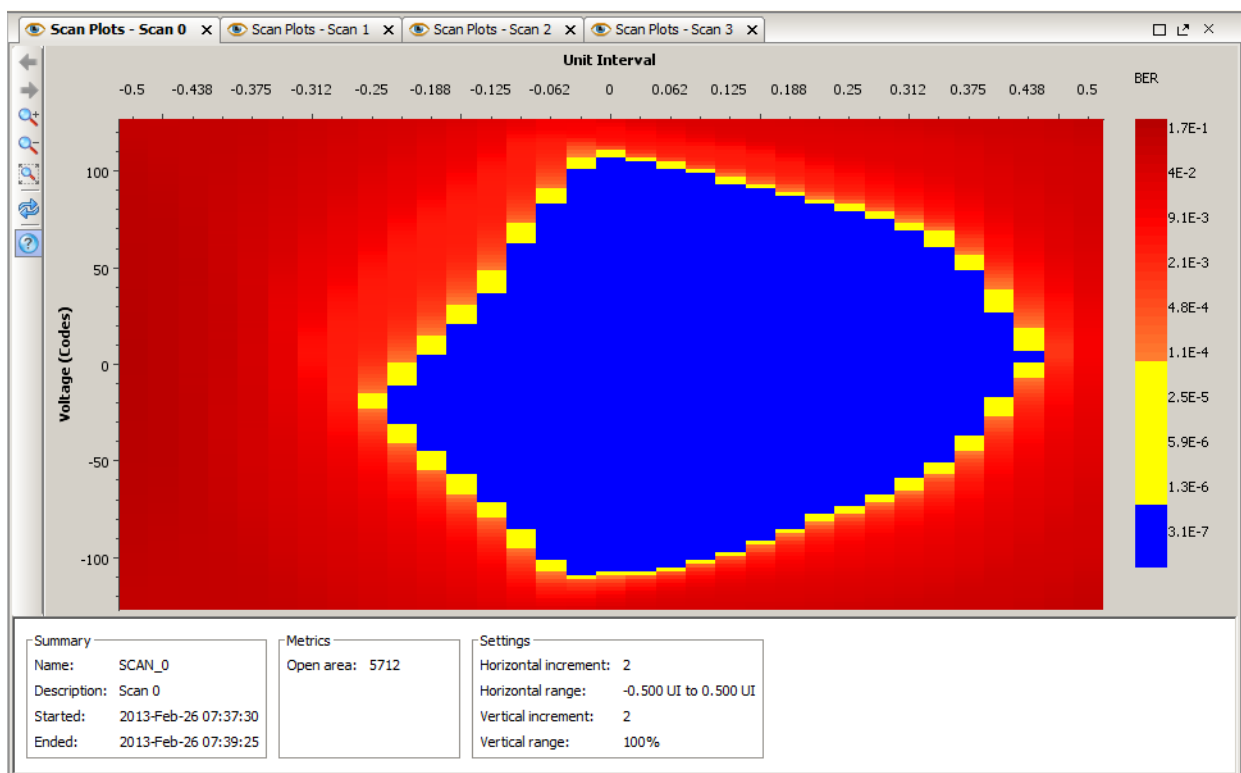 Scan Plots - Scan 0 Scan Plots - Scan 1 Scan Plots - Scan 2 Scan Plots - Scan 3
Unit Interval
BER
-0.5 -0.438 -0.375 -0.312 -0.25 -0.188 -0.125 -0.062 0 0.062 0.125 0.188 0.25 0.312 0.375 0.438 0.5
Voltage (Codes)
100
50
0
-50
-100
1.7E-1
4E-2
9.1E-3
2.1E-3
4.8E-4
1.1E-4
2.5E-5
5.9E-6
1.3E-6
3.1E-7
Summary
Name: SCAN_0
Description: Scan 0
Started: 2013-Feb-26 07:37:30
Ended: 2013-Feb-26 07:39:25
Metrics
Open area: 5712
Settings
Horizontal increment: 2
Horizontal range: -0.500 UI to 0.500 UI
Vertical increment: 2
Vertical range: 100%